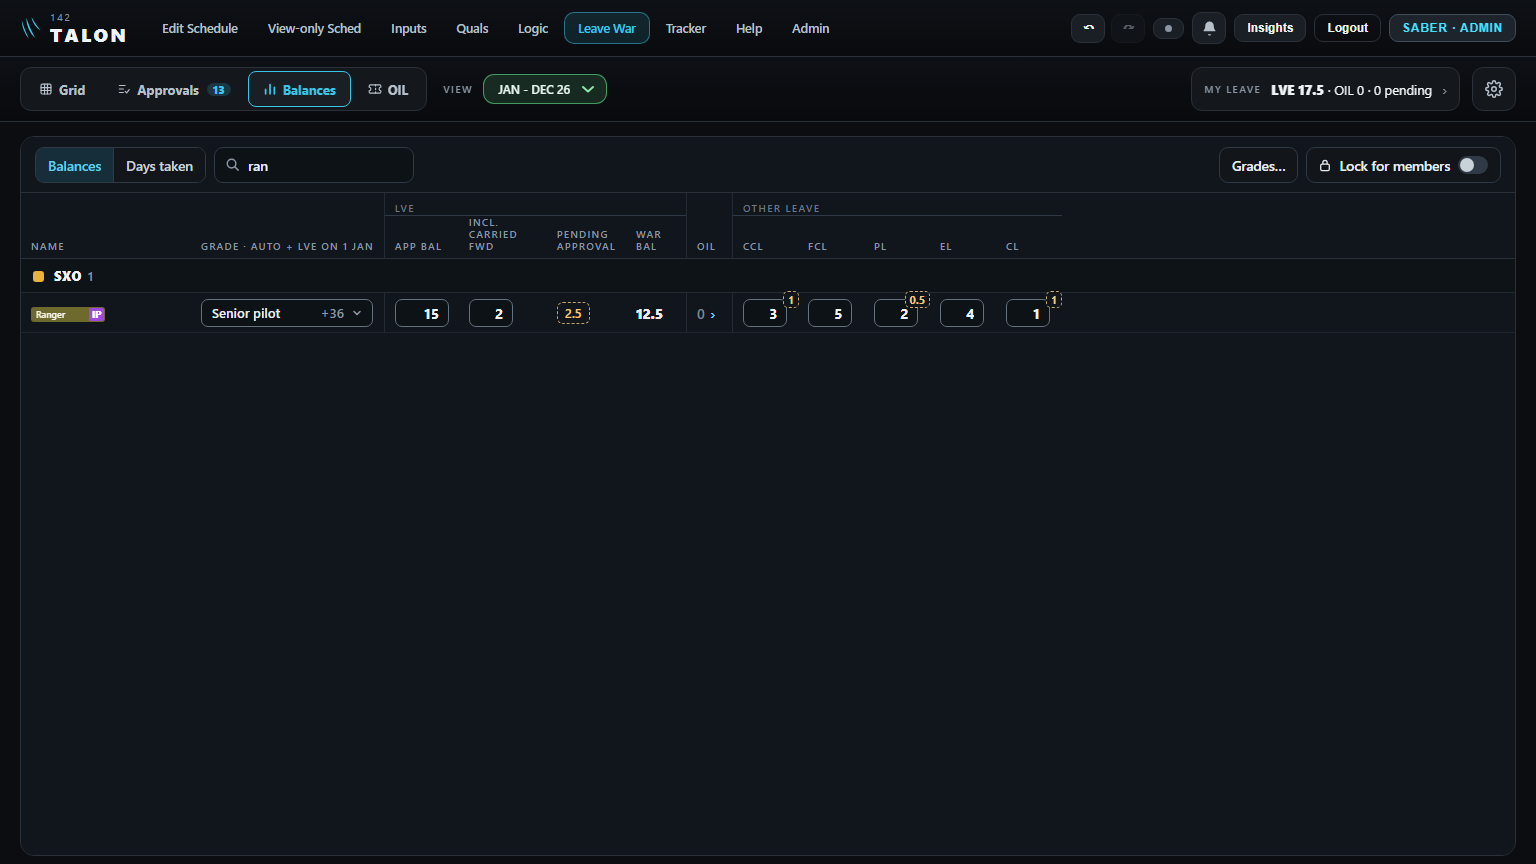 142
TALON
Edit Schedule
View-only Sched
Inputs
Quals
Logic
Leave War
Tracker
Help
Admin
Insights
Logout
SABER · ADMIN
Grid
Approvals 13
Balances
OIL
VIEW
JAN - DEC 26
MY LEAVE LVE 17.5 · OIL 0 · 0 pending ›
Balances
Days taken
ran
Grades...
Lock for members
LVE
OTHER LEAVE
NAME
GRADE · AUTO + LVE ON 1 JAN
APP BAL
INCL.
CARRIED
FWD
PENDING
APPROVAL
WAR
BAL
OIL
CCL
FCL
PL
EL
CL
SXO 1
Ranger IP
Senior pilot +36
15
2
2.5
12.5
0 ›
3
1
5
2
0.5
4
1
1